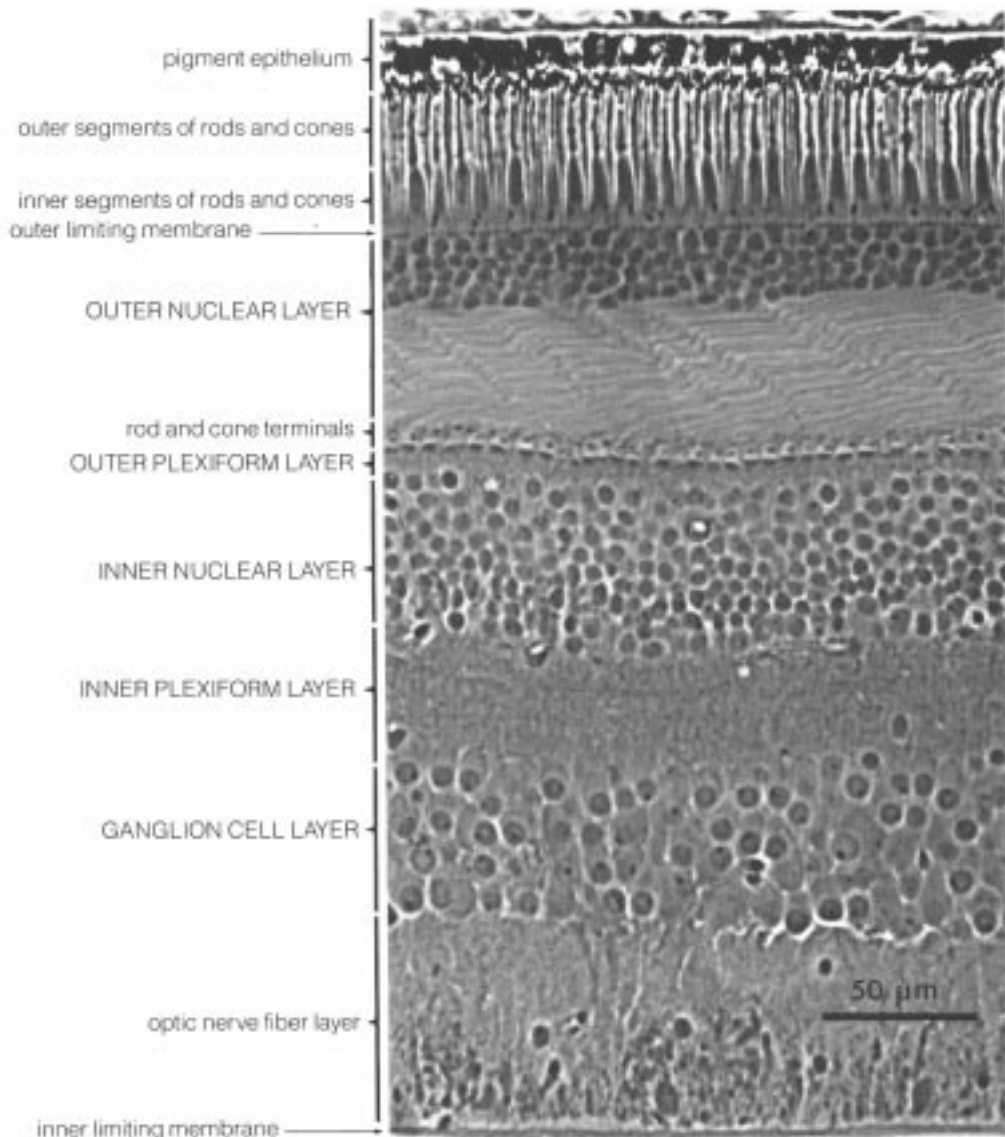 pigment epithelium
outer segments of rods and cones
inner segments of rods and cones
outer limiting membrane
OUTER NUCLEAR LAYER
rod and cone terminals
OUTER PLEXIFORM LAYER
INNER NUCLEAR LAYER
INNER PLEXIFORM LAYER
GANGLION CELL LAYER
50 µm
optic nerve fiber layer
inner limiting membrane